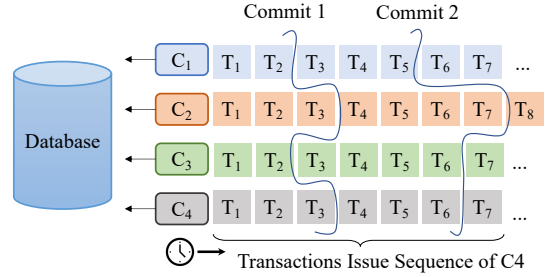 Commit 1 Commit 2
C1 T1 T2 T3 T4 T5 T6 T7 ...
C2 T1 T2 T3 T4 T5 T6 T7 T8
Database
C3 T1 T2 T3 T4 T5 T6 T7 ...
C4 T1 T2 T3 T4 T5 T6 T7 ...
Transactions Issue Sequence of C4